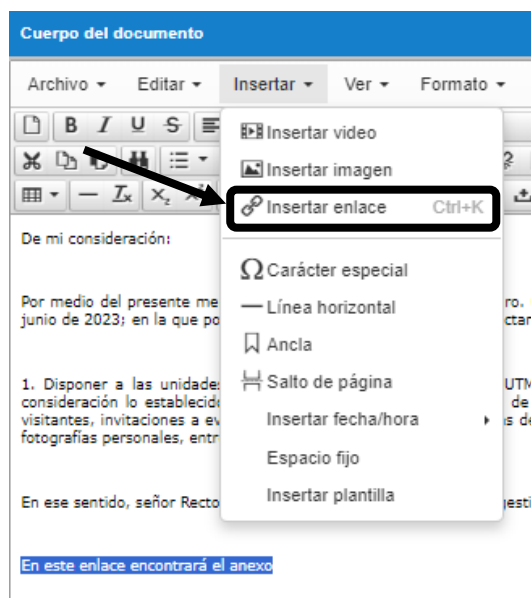 Cuerpo del documento
Archivo Editar Insertar Ver Formato
B I U S
Insertar video
Insertar imagen
Insertar enlace Ctrl+K
Carácter especial
Línea horizontal
Ancla
Salto de página
Insertar fecha/hora
Espacio fijo
Insertar plantilla
De mi consideración:
Por medio del presente me ro.
junio de 2023; en la que po ctar
1. Disponer a las unidades UTM
consideración lo establecido de
visitantes, invitaciones a ev s de
fotografías personales, entr
En ese sentido, señor Recto gesti
En este enlace encontrará el anexo